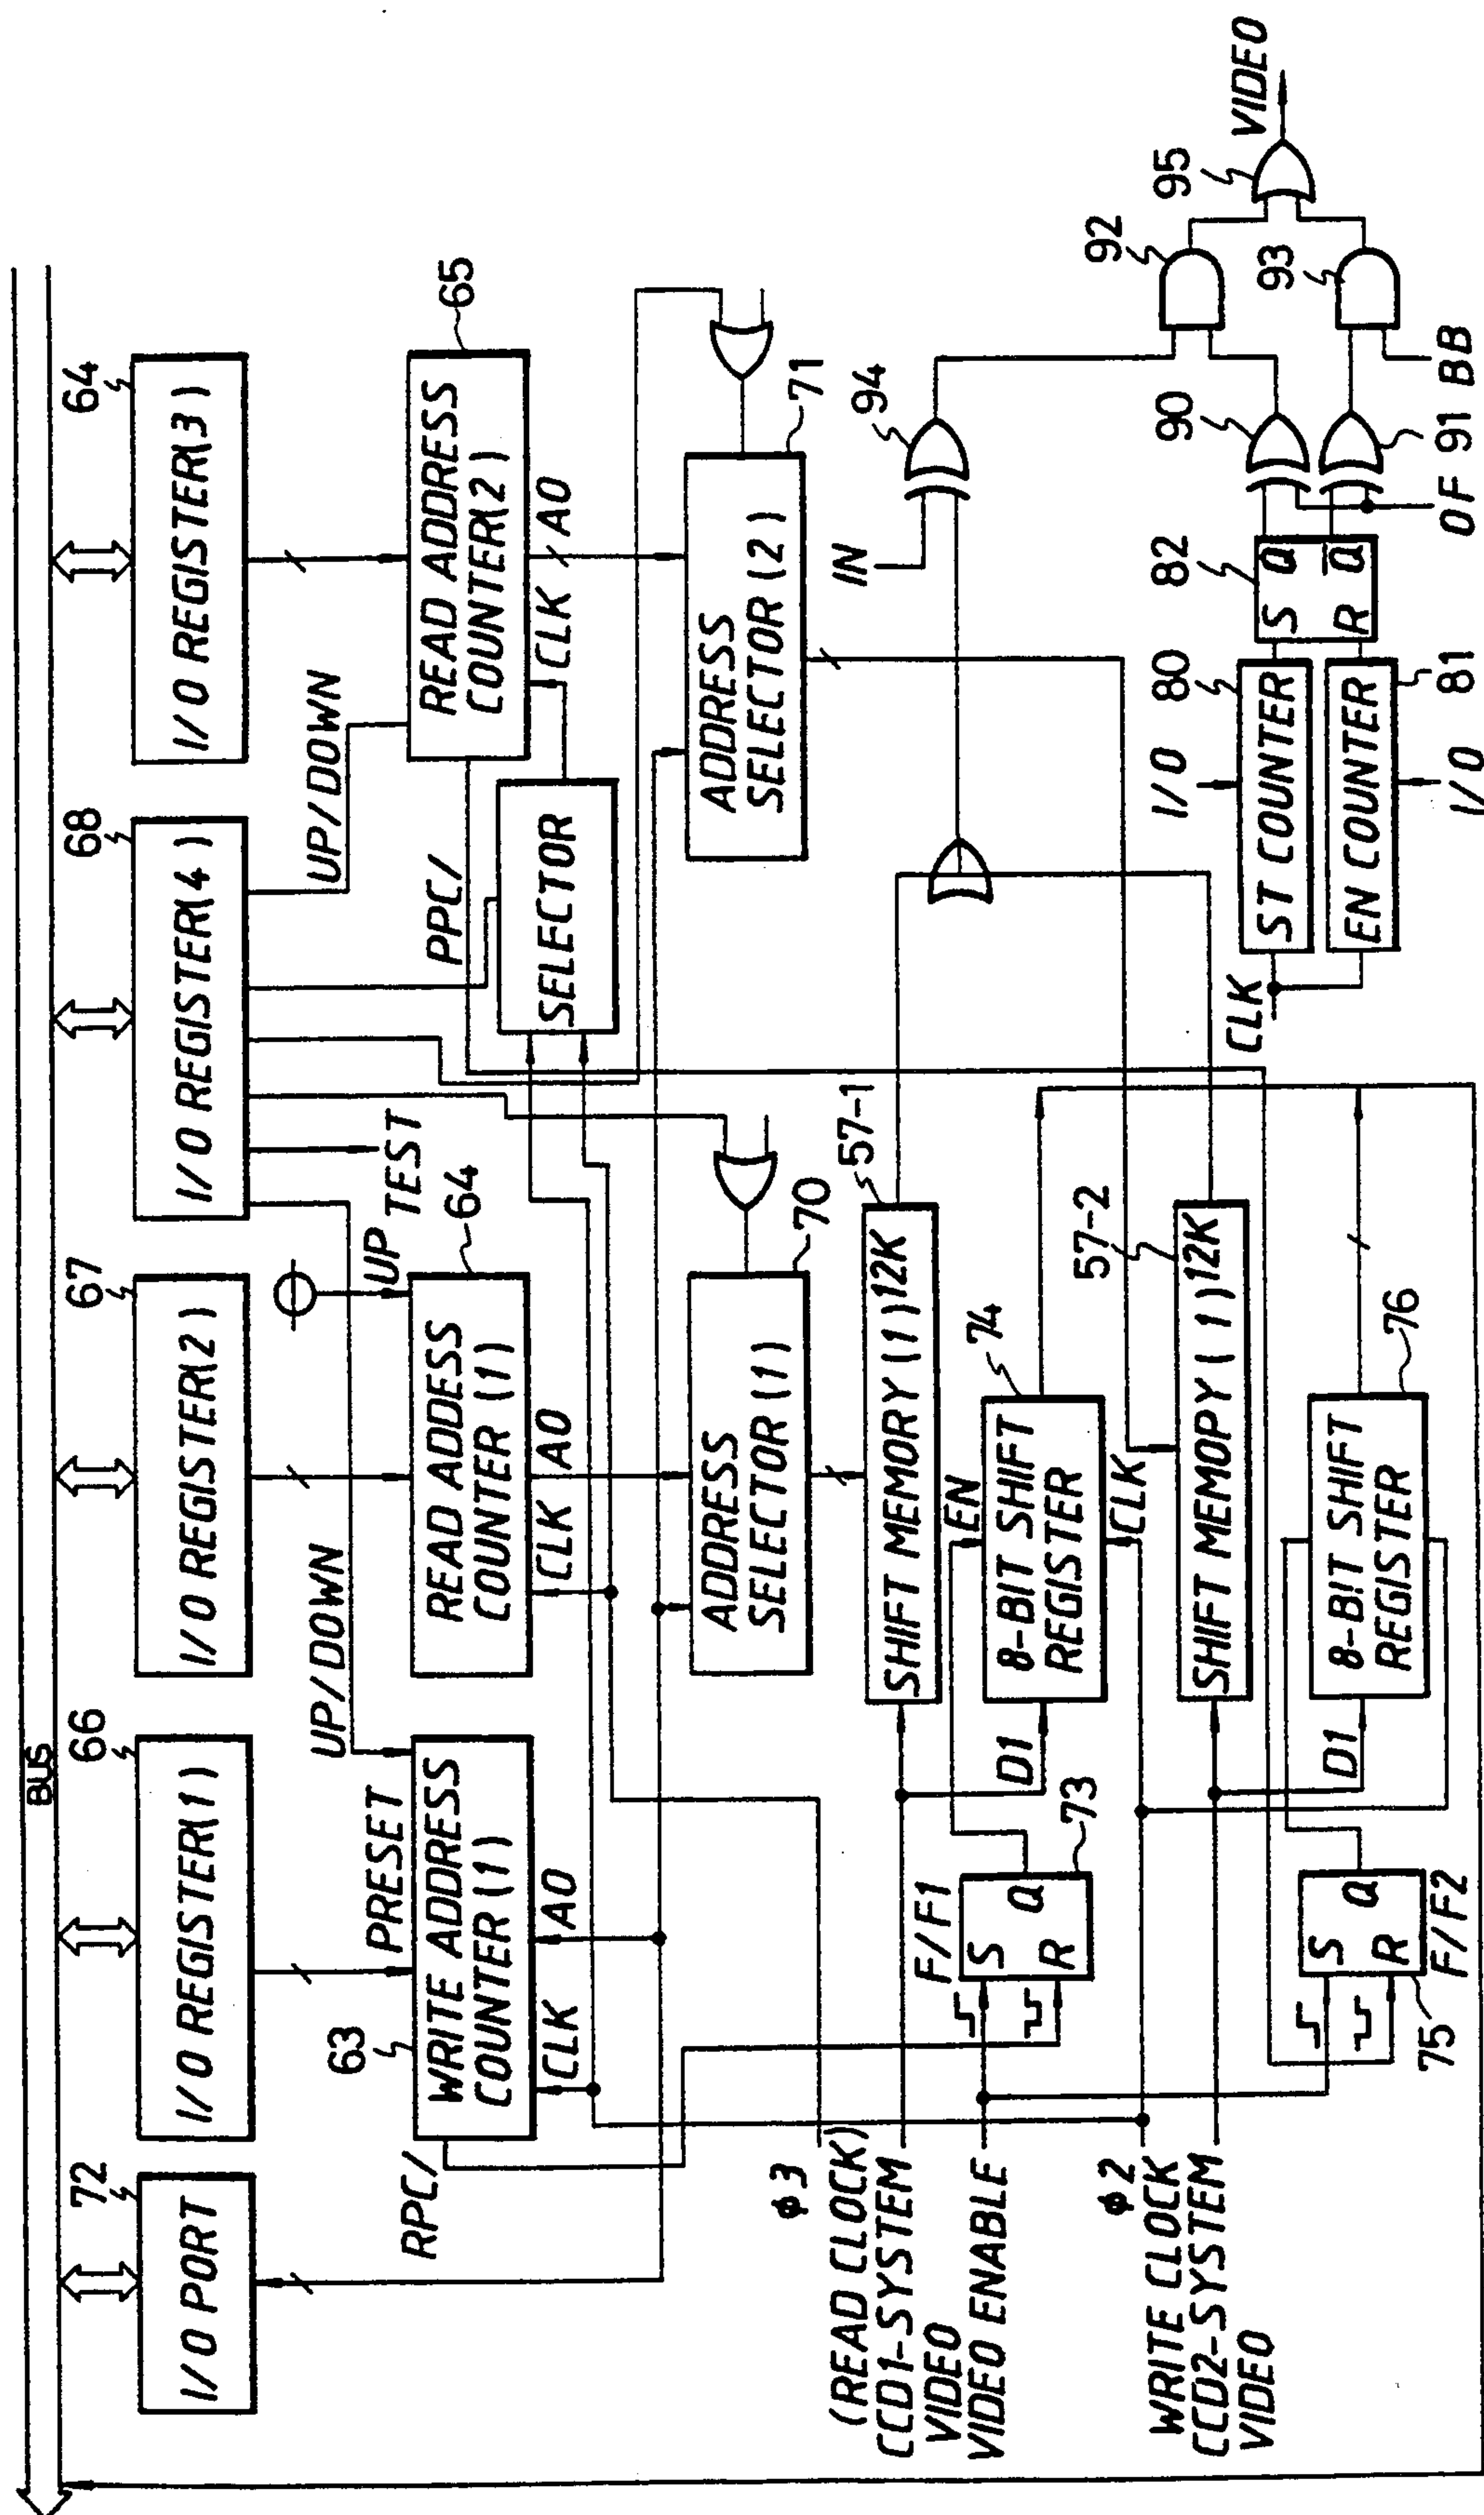 BUS
72
I/O PORT
66
I/O REGISTER(1)
67
I/O REGISTER(2)
68
I/O REGISTER(4)
64
I/O REGISTER(3)
RPC/
63
PRESET
UP/DOWN
WRITE ADDRESS
COUNTER (1)
CLK
A0
UP
TEST
64
READ ADDESS
COUNTER (1)
CLK
A0
PPC/
UP/DOWN
65
READ ADDRESS
COUNTER(2)
CLK
A0
SELECTOR
70
ADDRESS
SELECTOR (1)
71
ADDRESS
SELECTOR (2)
φ3
(READ CLOCK)
CCD1-SYSTEM
VIDEO
VIDEO ENABLE
φ2
WRITE CLOCK
CCD2-SYSTEM
VIDEO
F/F1
S
Q
R
73
57-1
SHIFT MEMORY (1) 12K
D1
EN
74
8-BIT SHIFT
REGISTER
CLK
57-2
SHIFT MEMOPY (1) 12K
D1
76
8-BIT SHIFT
REGISTER
S
Q
R
F/F2
75
IN
94
CLK
I/O
80
ST COUNTER
EN COUNTER
81
I/O
82
S
Q
R
Q̅
OF
90
91
BB
92
93
95
VIDEO